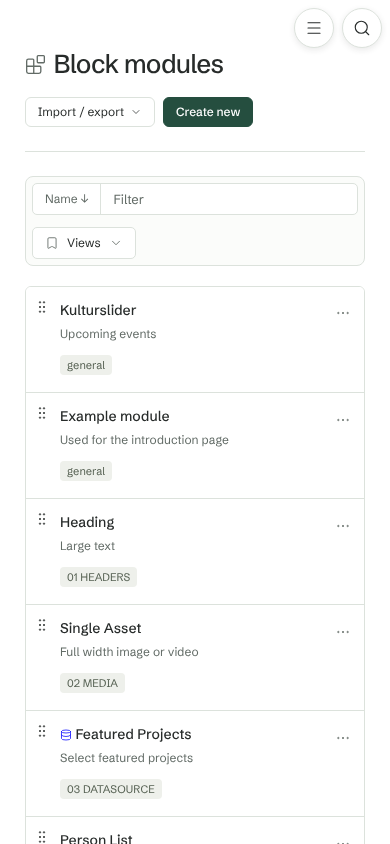 Block modules
Import / export
Create new
Name ↓
Filter
Views
Kulturslider
Upcoming events
general
Example module
Used for the introduction page
general
Heading
Large text
01 HEADERS
Single Asset
Full width image or video
02 MEDIA
Featured Projects
Select featured projects
03 DATASOURCE
Person List